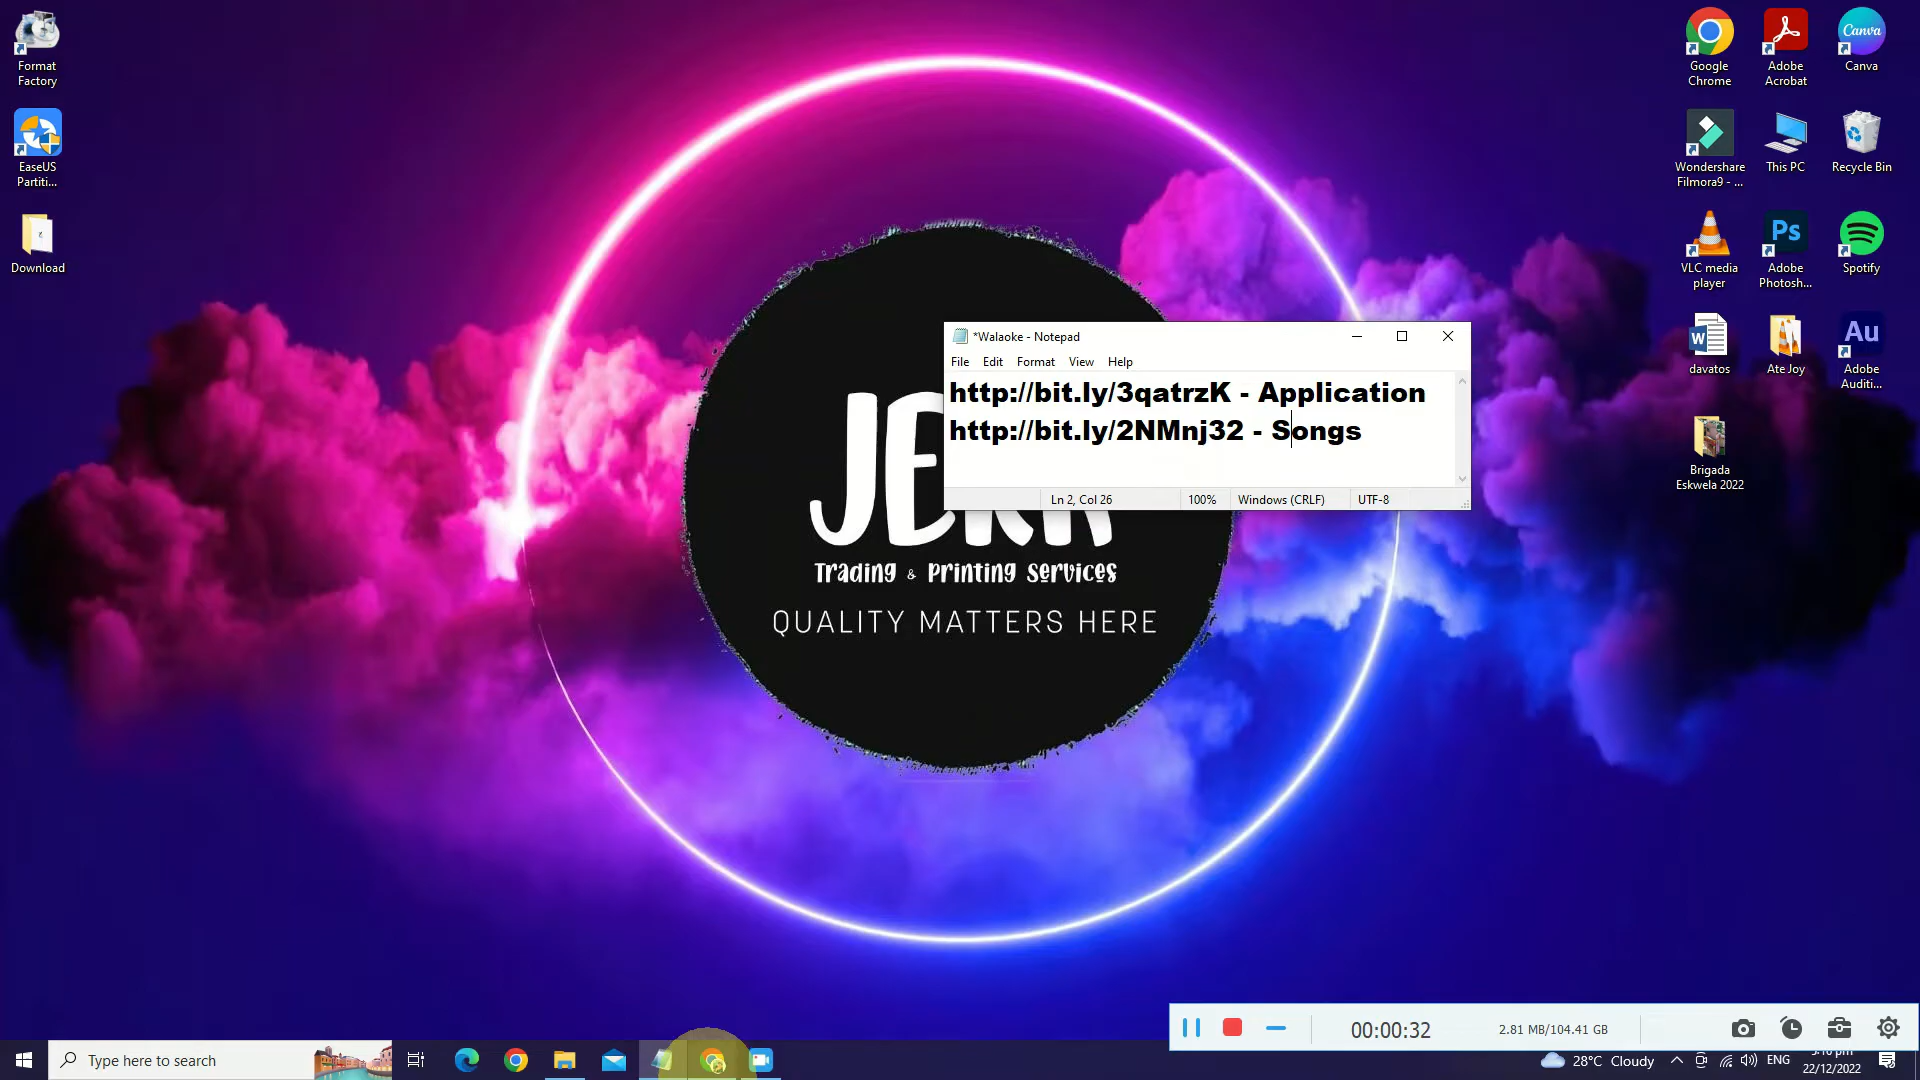 Format
Factory
EaseUS
Partiti...
Download
Google
Chrome
Adobe
Acrobat
Canva
Canva
Wondershare
Filmora9 - ...
This PC
Recycle Bin
VLC media
player
Ps
Adobe
Photosh...
Spotify
W
davatos
Ate Joy
Au
Adobe
Auditi...
Brigada
Eskwela 2022
*Walaoke - Notepad
File Edit Format View Help
http://bit.ly/3qatrzK - Application
http://bit.ly/2NMnj32 - Songs
Ln 2, Col 26 100% Windows (CRLF) UTF-8
Trading & Printing Services
QUALITY MATTERS HERE
00:00:32 2.81 MB/104.41 GB
Type here to search
28°C Cloudy
ENG
22/12/2022